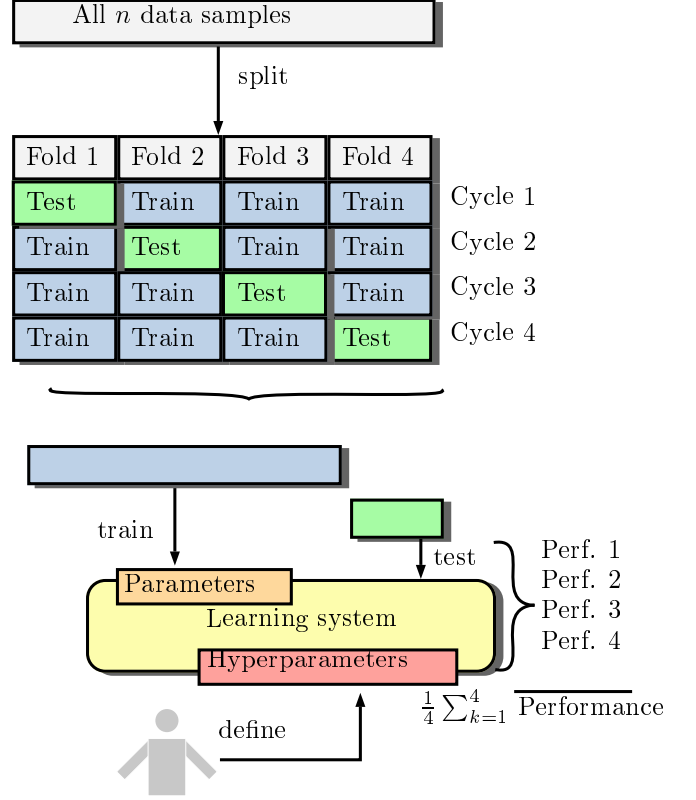 All n data samples
split
Fold 1 Fold 2 Fold 3 Fold 4
Test Train Train Train Cycle 1
Train Test Train Train Cycle 2
Train Train Test Train Cycle 3
Train Train Train Test Cycle 4
train
test
Parameters
Learning system
Hyperparameters
Perf. 1
Perf. 2
Perf. 3
Perf. 4
1/4 ∑_{k=1}^{4} Performance
define